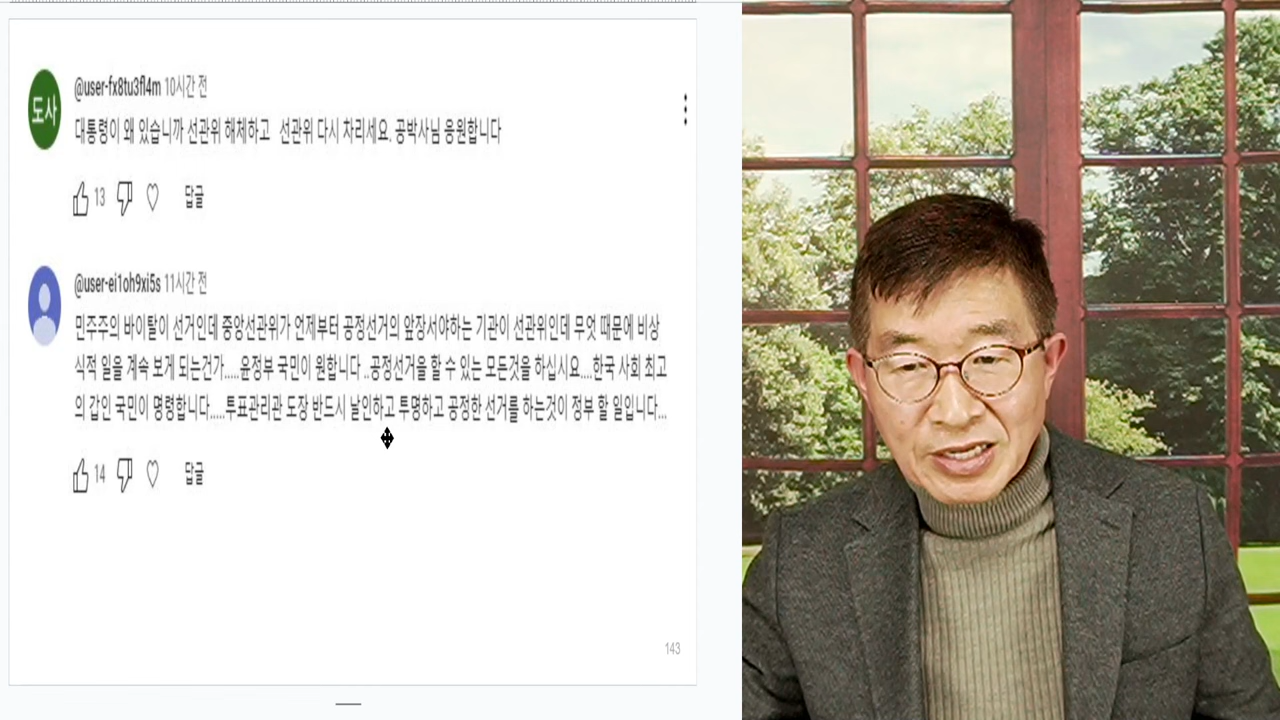 도사
@user-fx8tu3fl4m 10시간 전
대통령이 왜 있습니까 선관위 해체하고 선관위 다시 차리세요. 공박사님 응원합니다
13
답글
@user-ei1oh9xi5s 11시간 전
민주주의 바이탈이 선거인데 중앙선관위가 언제부터 공정선거의 앞장서야하는 기관이 선관위인데 무엇 때문에 비상
식적 일을 계속 보게 되는건가.....윤정부 국민이 원합니다 ..공정선거을 할 수 있는 모든것을 하십시요....한국 사회 최고
의 갑인 국민이 명령합니다.....투표관리관 도장 반드시 날인하고 투명하고 공정한 선거를 하는것이 정부 할 일입니다...
14
답글
143